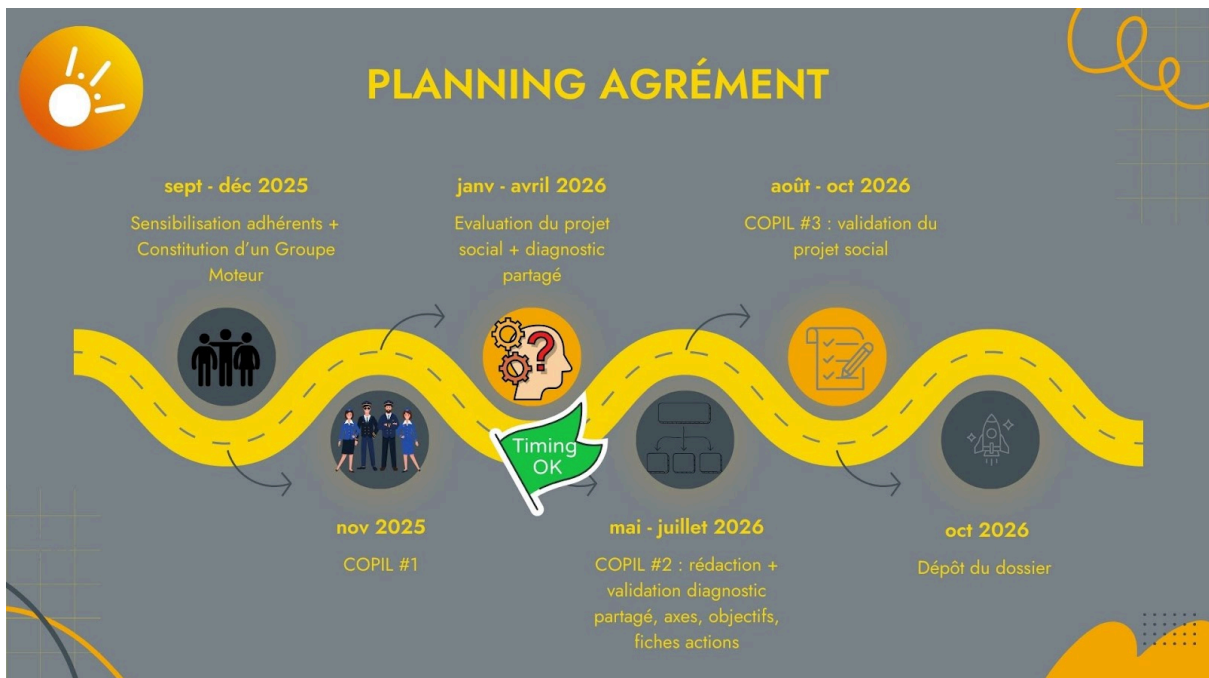 PLANNING AGRÉMENT
sept - déc 2025
Sensibilisation adhérents +
Constitution d'un Groupe
Moteur
nov 2025
COPIL #1
janv - avril 2026
Evaluation du projet
social + diagnostic
partagé
?
Timing
OK
mai - juillet 2026
COPIL #2 : rédaction +
validation diagnostic
partagé, axes, objectifs,
fiches actions
août - oct 2026
COPIL #3 : validation du
projet social
oct 2026
Dépôt du dossier